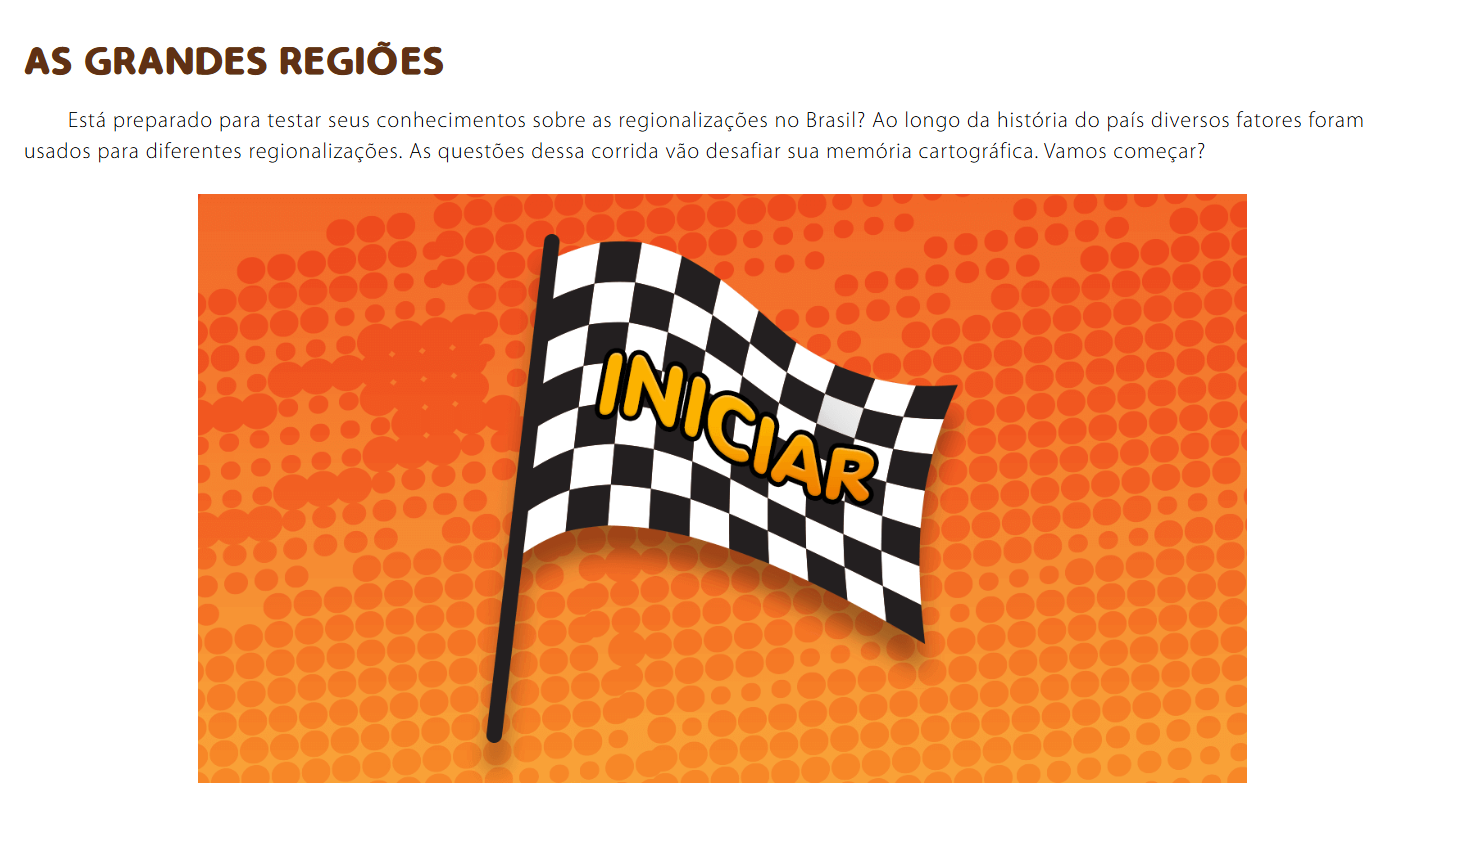 AS GRANDES REGIÕES
Está preparado para testar seus conhecimentos sobre as regionalizações no Brasil? Ao longo da história do país diversos fatores foram
usados para diferentes regionalizações. As questões dessa corrida vão desafiar sua memória cartográfica. Vamos começar?
INICIAR